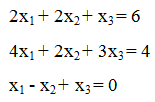 2x₁ + 2x₂ + x₃ = 6
4x₁ + 2x₂ + 3x₃ = 4
x₁ - x₂ + x₃ = 0